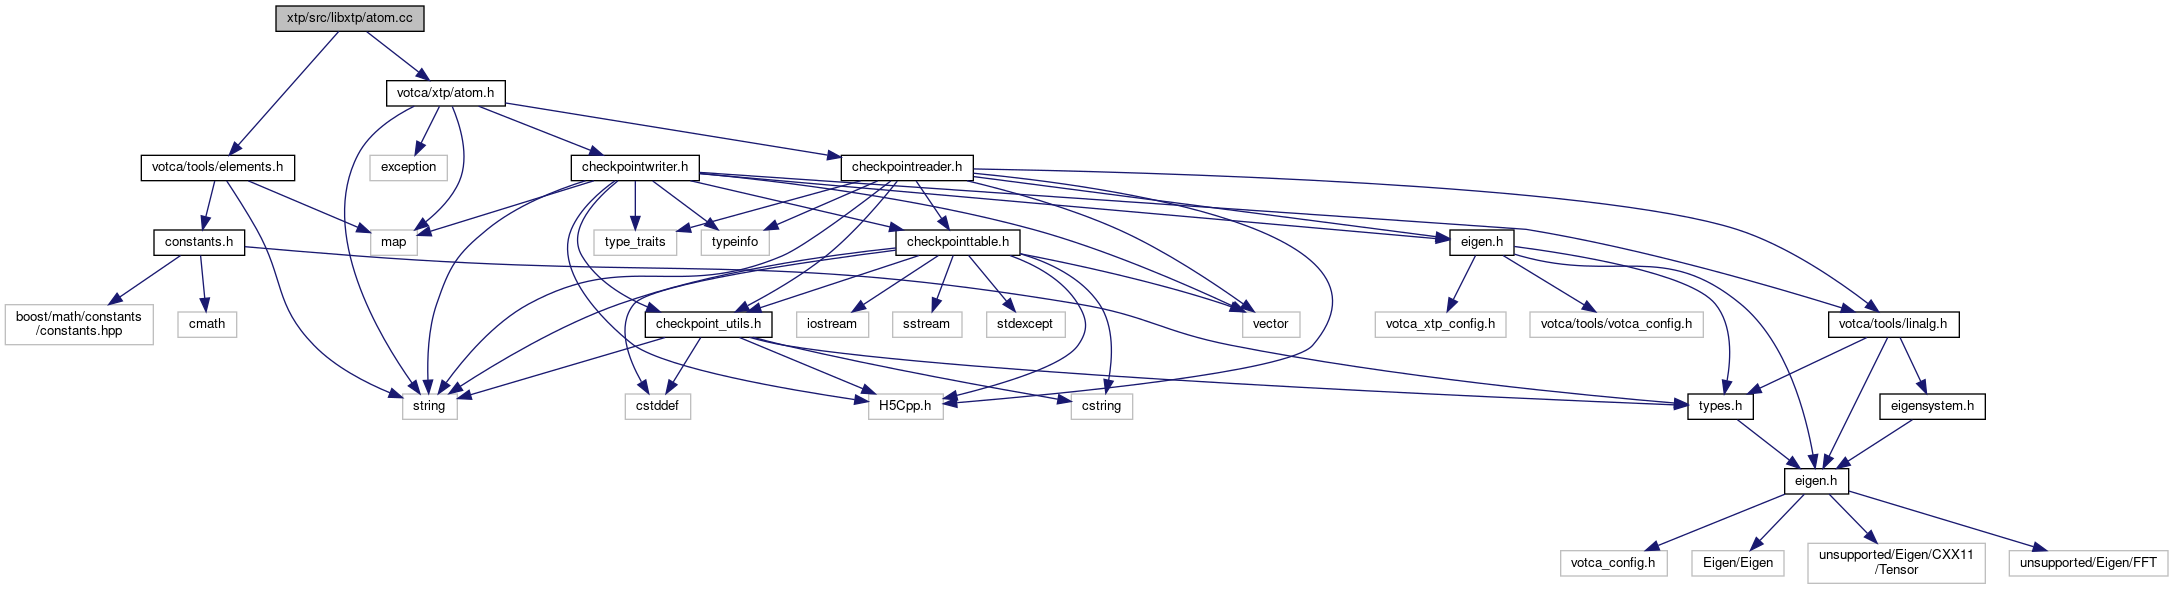 xtp/src/libxtp/atom.cc
votca/xtp/atom.h
votca/tools/elements.h
exception
checkpointwriter.h
checkpointreader.h
constants.h
map
type_traits
typeinfo
checkpointtable.h
eigen.h
boost/math/constants
/constants.hpp
cmath
checkpoint_utils.h
iostream
sstream
stdexcept
vector
votca_xtp_config.h
votca/tools/votca_config.h
votca/tools/linalg.h
string
cstddef
H5Cpp.h
cstring
types.h
eigensystem.h
eigen.h
votca_config.h
Eigen/Eigen
unsupported/Eigen/CXX11
/Tensor
unsupported/Eigen/FFT